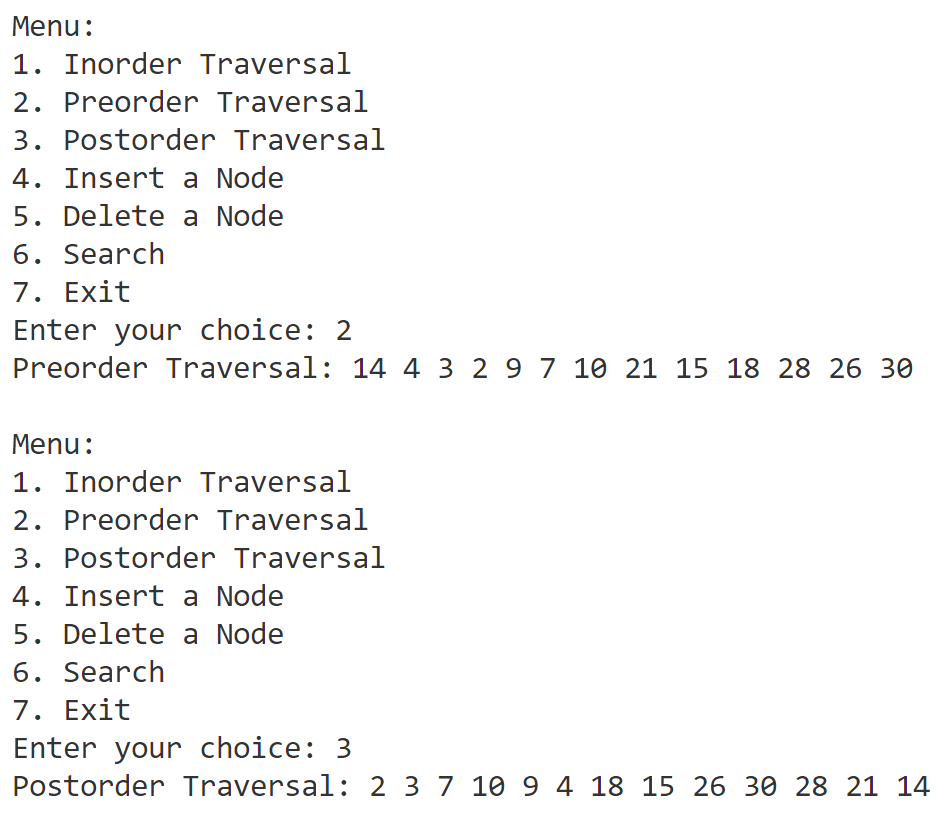 Menu:
1. Inorder Traversal
2. Preorder Traversal
3. Postorder Traversal
4. Insert a Node
5. Delete a Node
6. Search
7. Exit
Enter your choice: 2
Preorder Traversal: 14 4 3 2 9 7 10 21 15 18 28 26 30
Menu:
1. Inorder Traversal
2. Preorder Traversal
3. Postorder Traversal
4. Insert a Node
5. Delete a Node
6. Search
7. Exit
Enter your choice: 3
Postorder Traversal: 2 3 7 10 9 4 18 15 26 30 28 21 14